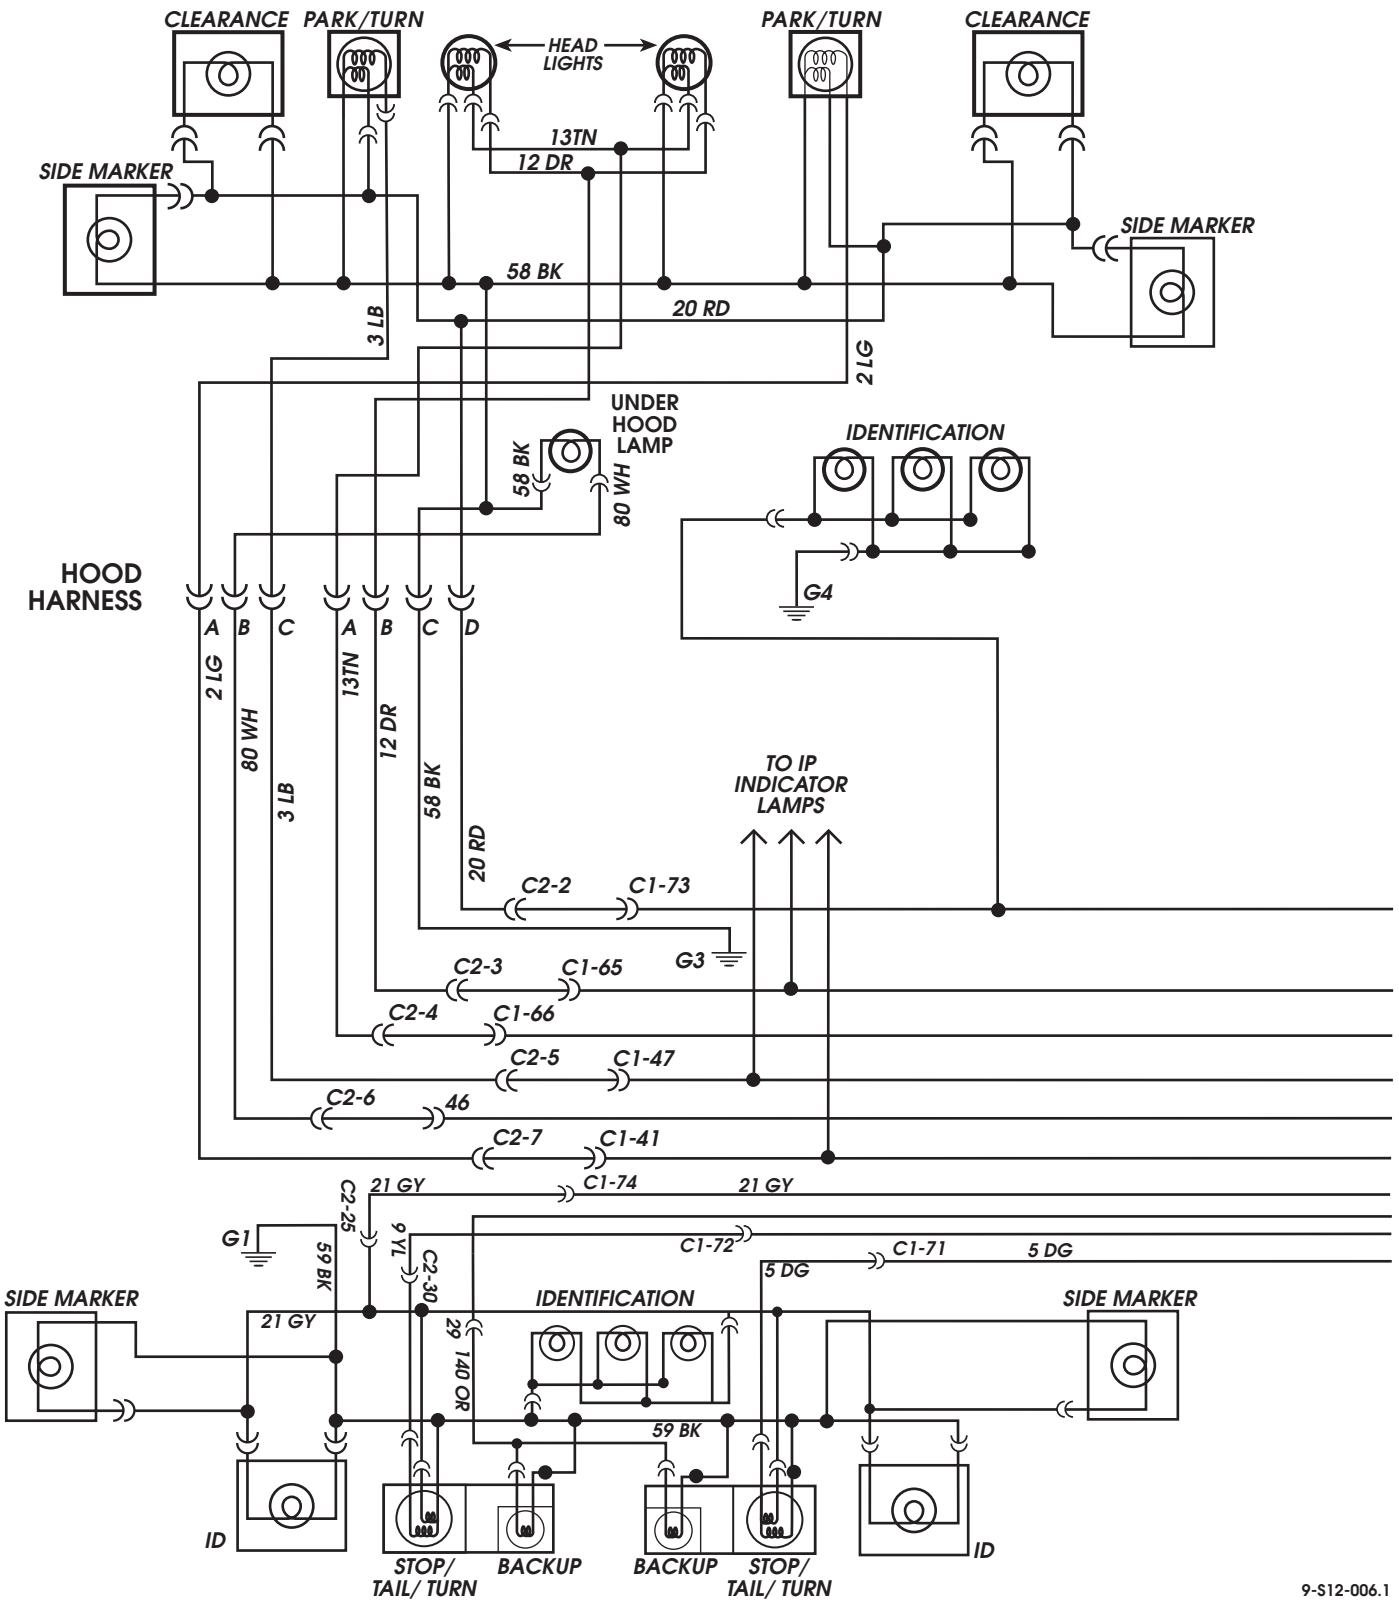 CLEARANCE
PARK/TURN
HEAD
LIGHTS
PARK/TURN
CLEARANCE
13TN
12 DR
SIDE MARKER
SIDE MARKER
58 BK
20 RD
3 LB
2 LG
UNDER
HOOD
LAMP
58 BK
80 WH
IDENTIFICATION
G4
HOOD
HARNESS
A
B
C
A
B
C
D
2 LG
80 WH
3 LB
13TN
12 DR
58 BK
20 RD
TO IP
INDICATOR
LAMPS
C2-2
C1-73
G3
C2-3
C1-65
C2-4
C1-66
C2-5
C1-47
C2-6
46
C2-7
C1-41
C2-25
21 GY
C1-74
21 GY
G1
59 BK
9 YL
C2-30
C1-72
C1-71
5 DG
5 DG
SIDE MARKER
21 GY
IDENTIFICATION
SIDE MARKER
29
140 OR
59 BK
ID
STOP/
TAIL/ TURN
BACKUP
BACKUP
STOP/
TAIL/ TURN
ID
9-S12-006.1